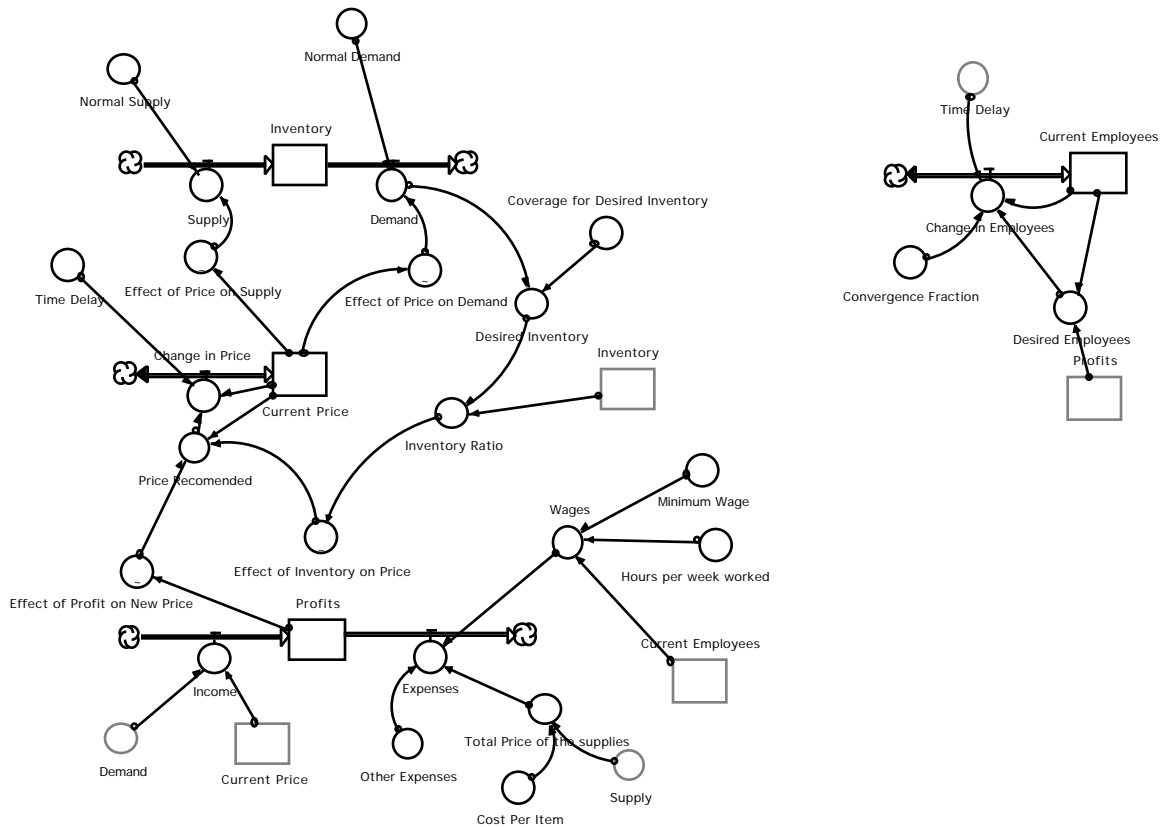 Normal Demand
Normal Supply
Time Delay
Inventory
Current Employees
Coverage for Desired Inventory
Supply
Demand
Change in Employees
Effect of Price on Supply
Time Delay
Effect of Price on Demand
Convergence Fraction
Desired Inventory
Desired Employees
Change in Price
Inventory
Profits
Current Price
Inventory Ratio
Price Recomended
Minimum Wage
Wages
Effect of Inventory on Price
Hours per week worked
Effect of Profit on New Price
Profits
Current Employees
Income
Expenses
Total Price of the supplies
Demand
Current Price
Other Expenses
Supply
Cost Per Item